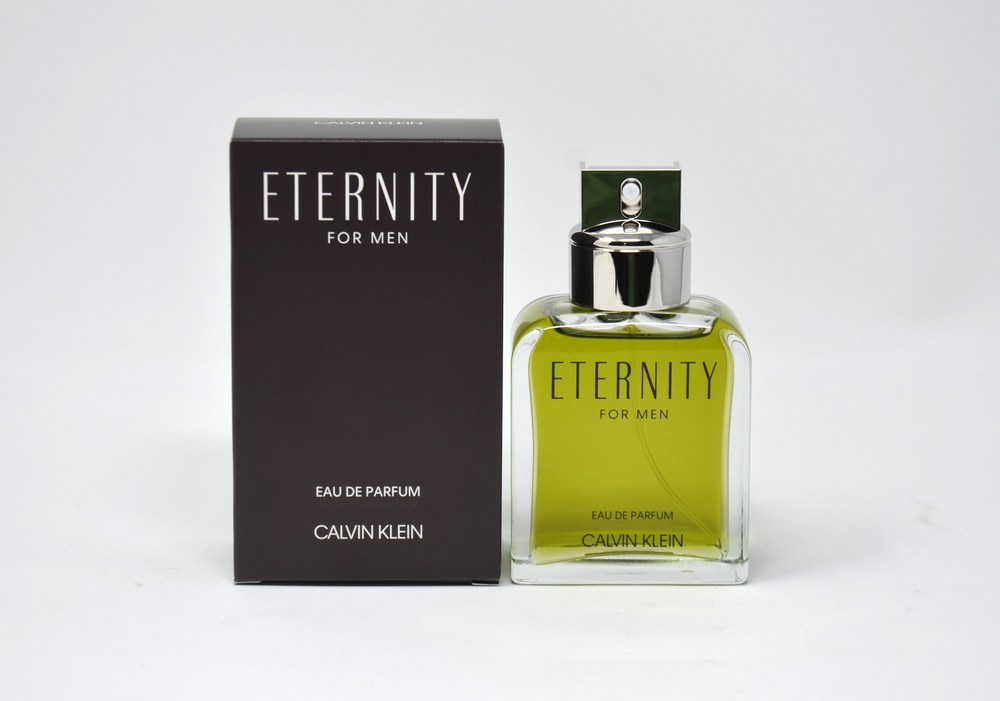 CALVIN KLEIN
ETERNITY
FOR MEN
EAU DE PARFUM
CALVIN KLEIN
ETERNITY
FOR MEN
EAU DE PARFUM
CALVIN KLEIN